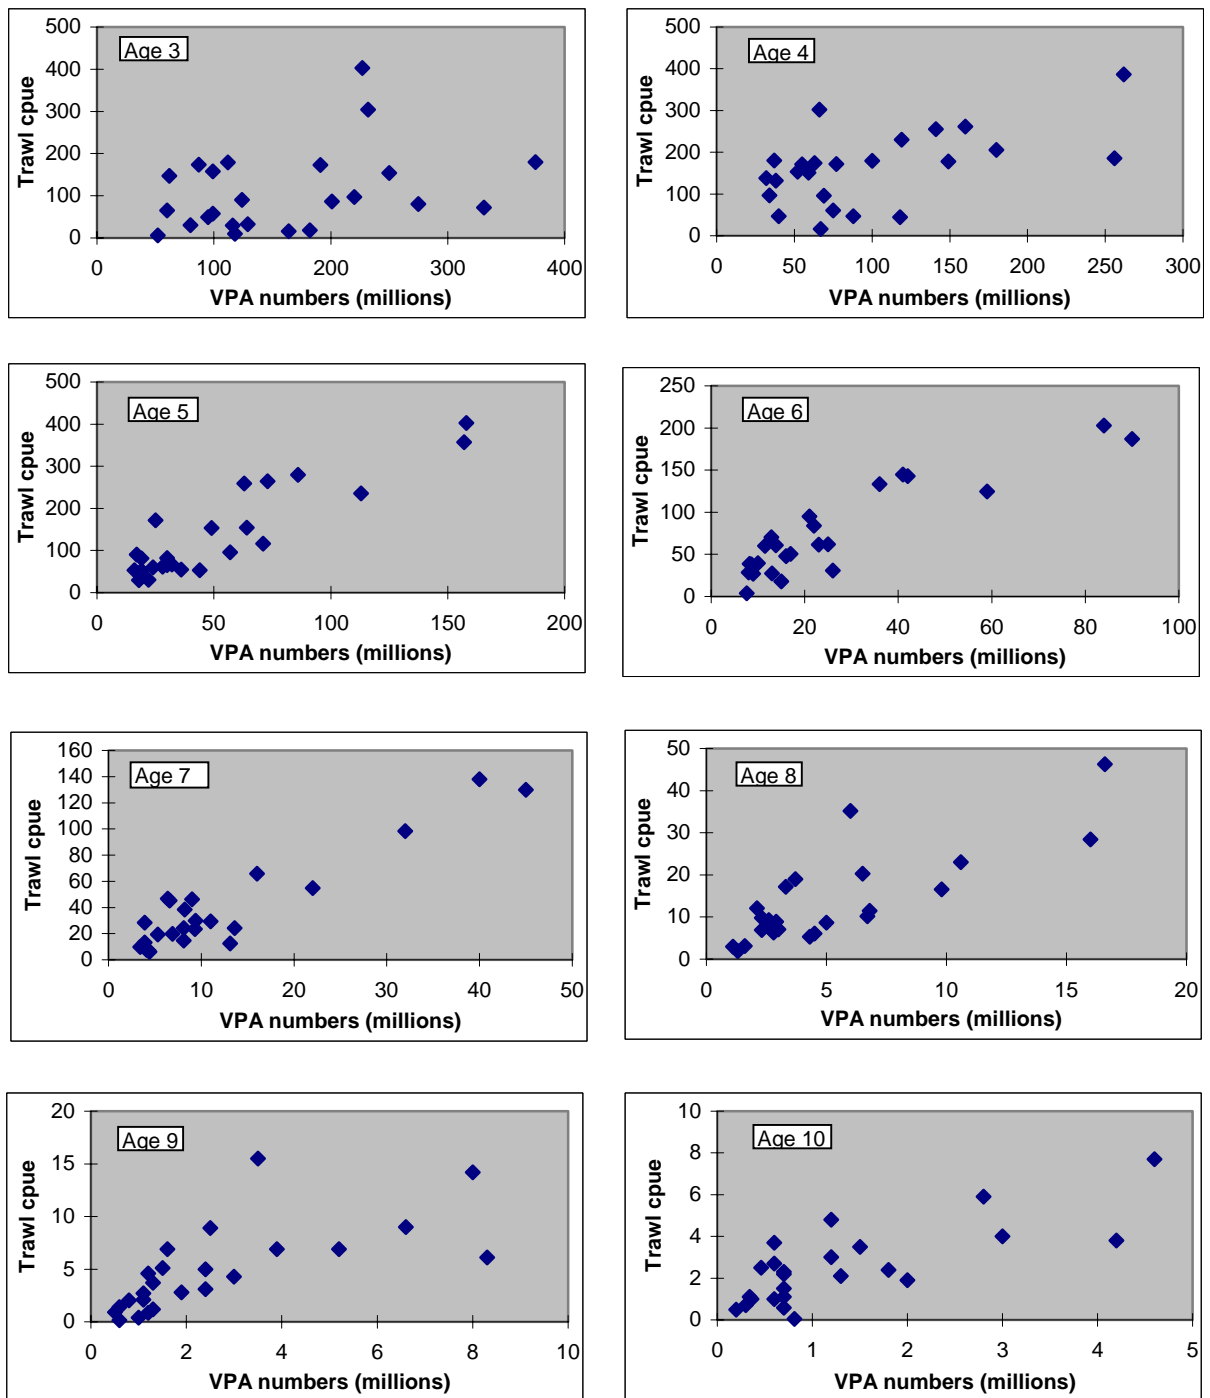 Age 3
Trawl cpue
500
400
300
200
100
0
0 100 200 300 400
VPA numbers (millions)
Age 4
Trawl cpue
500
400
300
200
100
0
0 50 100 150 200 250 300
VPA numbers (millions)
Age 5
Trawl cpue
500
400
300
200
100
0
0 50 100 150 200
VPA numbers (millions)
Age 6
Trawl cpue
250
200
150
100
50
0
0 20 40 60 80 100
VPA numbers (millions)
Age 7
Trawl cpue
160
140
120
100
80
60
40
20
0
0 10 20 30 40 50
VPA numbers (millions)
Age 8
Trawl cpue
50
40
30
20
10
0
0 5 10 15 20
VPA numbers (millions)
Age 9
Trawl cpue
20
15
10
5
0
0 2 4 6 8 10
VPA numbers (millions)
Age 10
Trawl cpue
10
8
6
4
2
0
0 1 2 3 4 5
VPA numbers (millions)